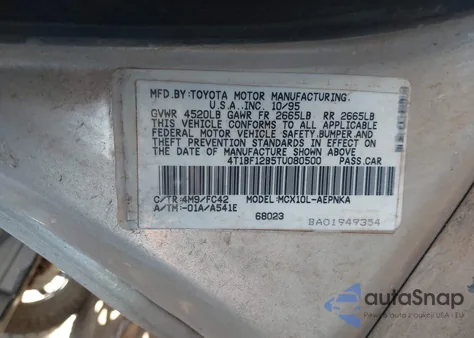 MFD.BY:TOYOTA MOTOR MANUFACTURING,
U.S.A., INC. 10/95
GVWR 4520LB GAWR FR 2665LB RR 2665LB
THIS VEHICLE CONFORMS TO ALL APPLICABLE
FEDERAL MOTOR VEHICLE SAFETY, BUMPER, AND
THEFT PREVENTION STANDARDS IN EFFECT ON
THE DATE OF MANUFACTURE SHOWN ABOVE.
4T1BF12B5TU080500 PASS.CAR
C/TR:4M9/FC42 MODEL:MCX10L-AEPNKA
A/TM:-01A/A541E
68023
BA01949354
autoSnap